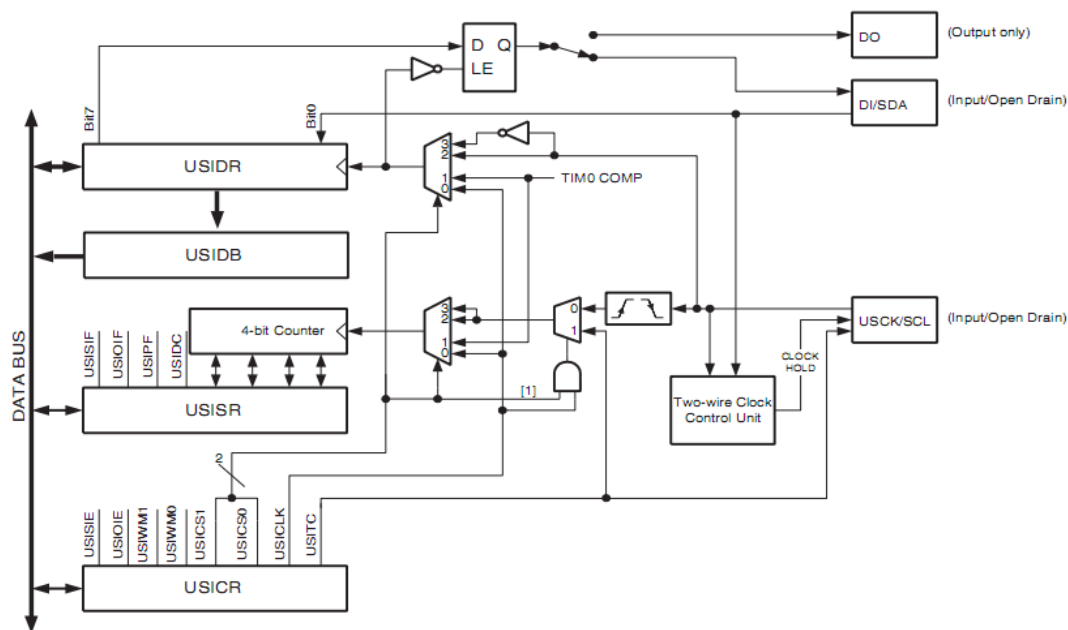 DO
(Output only)
D Q
LE
DI/SDA
(Input/Open Drain)
Bit7
Bit0
3
2
1
0
USIDR
TIM0 COMP
USIDB
3
2
1
0
0
1
4-bit Counter
USCK/SCL
(Input/Open Drain)
CLOCK
HOLD
USISIF
USIOIF
USIPF
USIDC
[1]
USISR
Two-wire Clock
Control Unit
DATA BUS
2
USISIE
USIOIE
USIWM1
USIWM0
USICS1
USICS0
USICLK
USITC
USICR